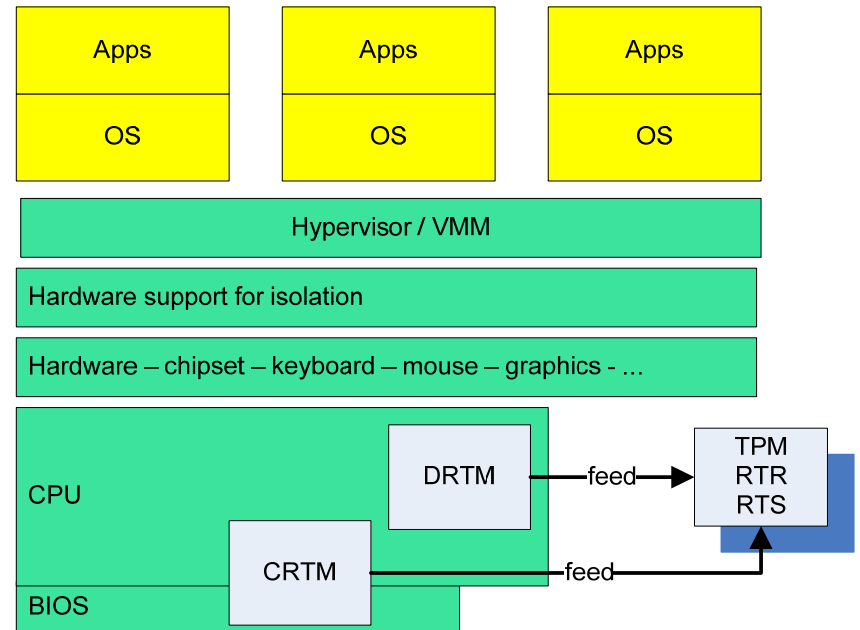 Apps
Apps
Apps
OS
OS
OS
Hypervisor / VMM
Hardware support for isolation
Hardware – chipset – keyboard – mouse – graphics - ...
CPU
DRTM
feed
TPM
RTR
RTS
CRTM
feed
BIOS